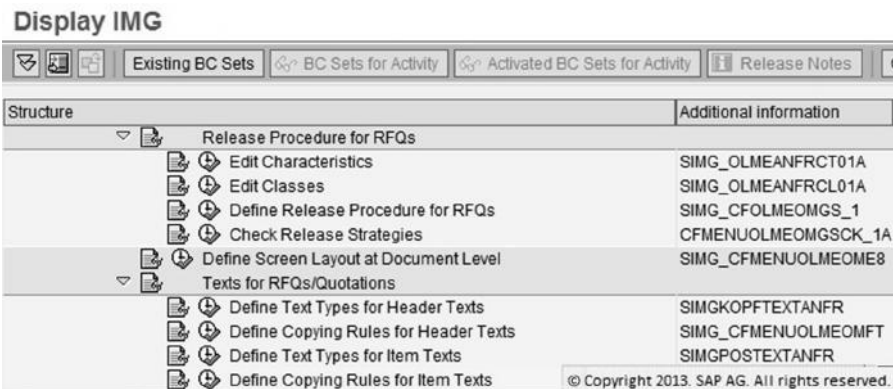 Display IMG
Existing BC Sets BC Sets for Activity Activated BC Sets for Activity Release Notes
Structure Additional information
Release Procedure for RFQs
Edit Characteristics SIMG_OLMEANFRCT01A
Edit Classes SIMG_OLMEANFRCL01A
Define Release Procedure for RFQs SIMG_CFOLMEOMGS_1
Check Release Strategies CFMENUOLMEOMGSCK_1A
Define Screen Layout at Document Level SIMG_CFMENUOLMEOME8
Texts for RFQs/Quotations
Define Text Types for Header Texts SIMGKOPFTEXTANFR
Define Copying Rules for Header Texts SIMG_CFMENUOLMEOMFT
Define Text Types for Item Texts SIMGPOSTEXTANFR
Define Copying Rules for Item Texts © Copyright 2013. SAP AG. All rights reserved.